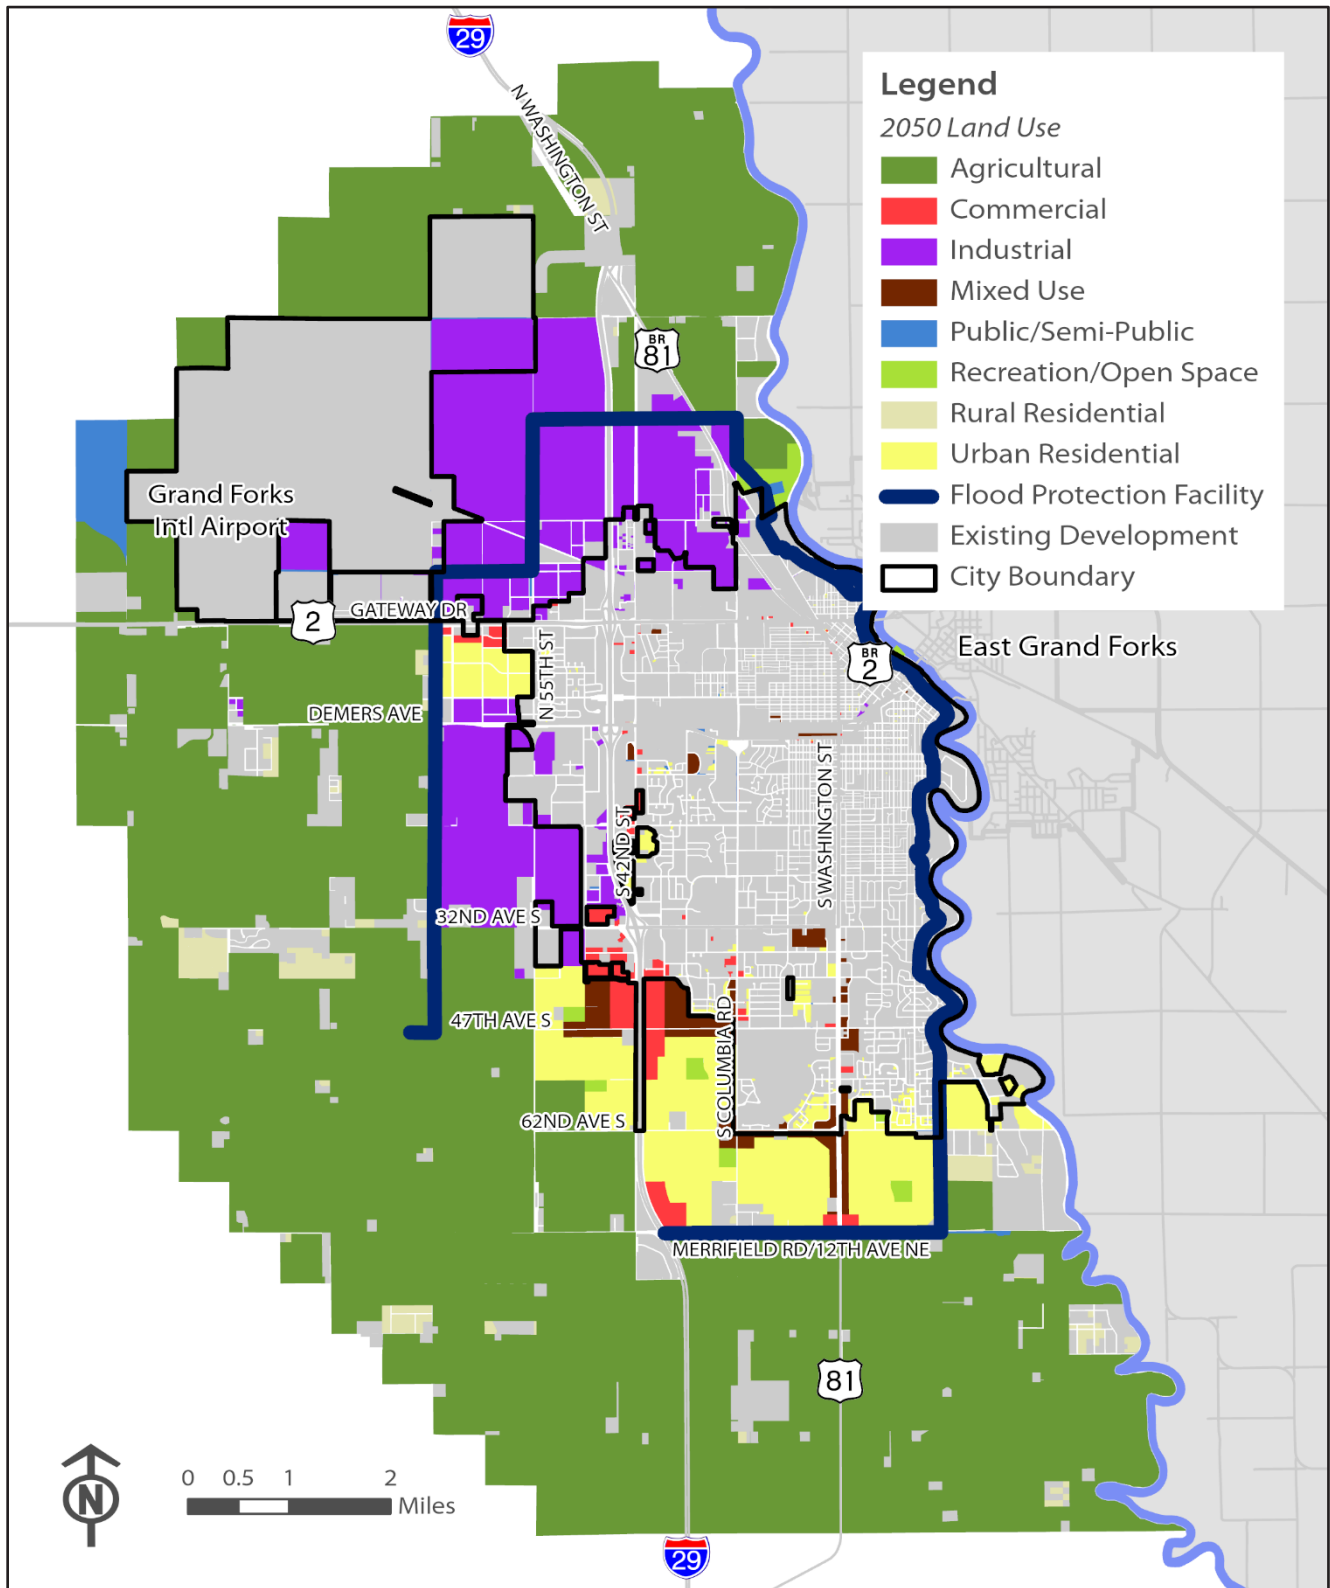 29
N WASHINGTON ST
Legend
2050 Land Use
Agricultural
Commercial
Industrial
Mixed Use
Public/Semi-Public
Recreation/Open Space
Rural Residential
Urban Residential
Flood Protection Facility
Existing Development
City Boundary
BR
81
Grand Forks
Intl Airport
2
GATEWAY DR
N 55TH ST
BR
2
East Grand Forks
DEMERS AVE
S WASHINGTON ST
S 42ND ST
32ND AVE S
47TH AVE S
S COLUMBIA RD
62ND AVE S
MERRIFIELD RD/12TH AVE NE
81
N
0 0.5 1 2
Miles
29